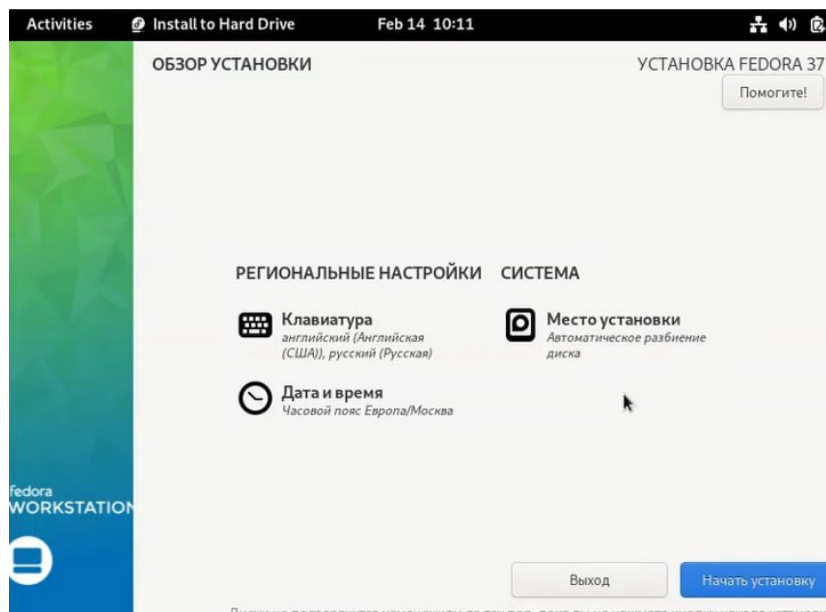 Activities Install to Hard Drive Feb 14 10:11
ОБЗОР УСТАНОВКИ
УСТАНОВКА FEDORA 37
Помогите!
РЕГИОНАЛЬНЫЕ НАСТРОЙКИ
Клавиатура
английский (Английская
(США)), русский (Русская)
Дата и время
Часовой пояс Европа/Москва
СИСТЕМА
Место установки
Автоматическое разбиение
диска
fedora
WORKSTATION
Выход
Начать установку